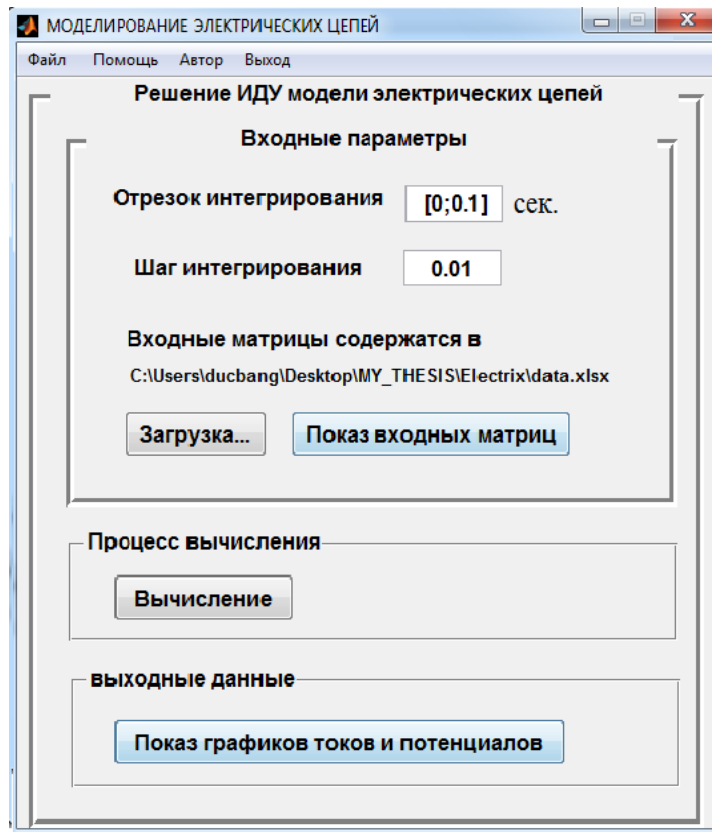 МОДЕЛИРОВАНИЕ ЭЛЕКТРИЧЕСКИХ ЦЕПЕЙ
Файл Помощь Автор Выход
Решение ИДУ модели электрических цепей
Входные параметры
Отрезок интегрирования [0;0.1] сек.
Шаг интегрирования 0.01
Входные матрицы содержатся в
C:\Users\ducbang\Desktop\MY_THESIS\Electrix\data.xlsx
Загрузка... Показ входных матриц
Процесс вычисления
Вычисление
выходные данные
Показ графиков токов и потенциалов